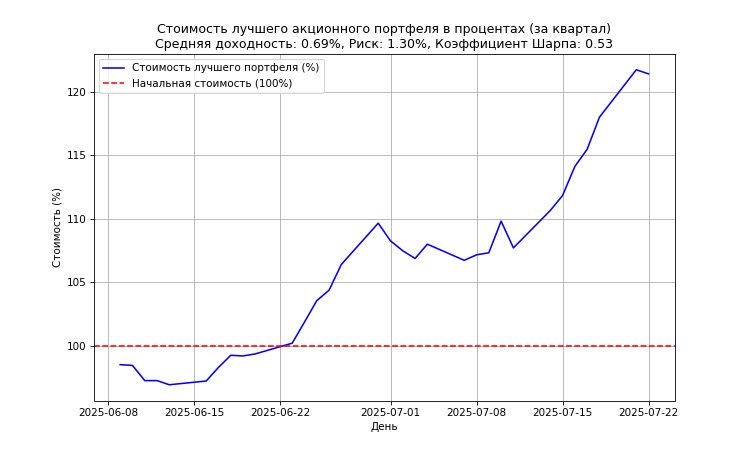 Стоимость лучшего акционного портфеля в процентах (за квартал)
Средняя доходность: 0.69%, Риск: 1.30%, Коэффициент Шарпа: 0.53
Стоимость лучшего портфеля (%)
Начальная стоимость (100%)
Стоимость (%)
120
115
110
105
100
2025-06-08 2025-06-15 2025-06-22 2025-07-01 2025-07-08 2025-07-15 2025-07-22
День